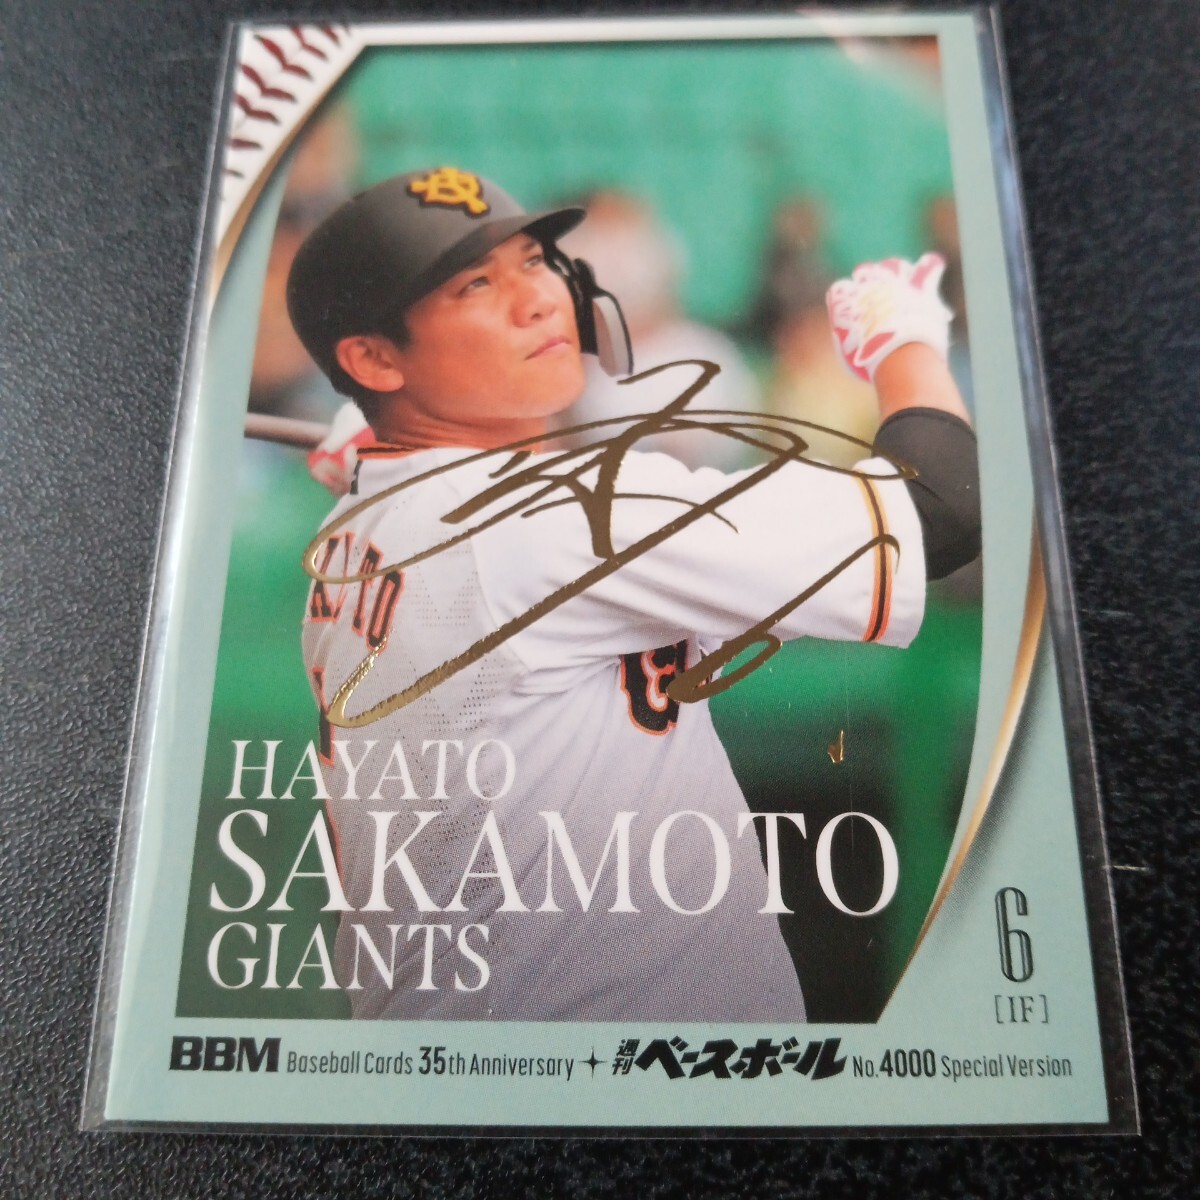 HAYATO
SAKAMOTO
GIANTS
6
[IF]
BBM Baseball Cards 35th Anniversary + 週刊ベースボール No.4000 Special Version